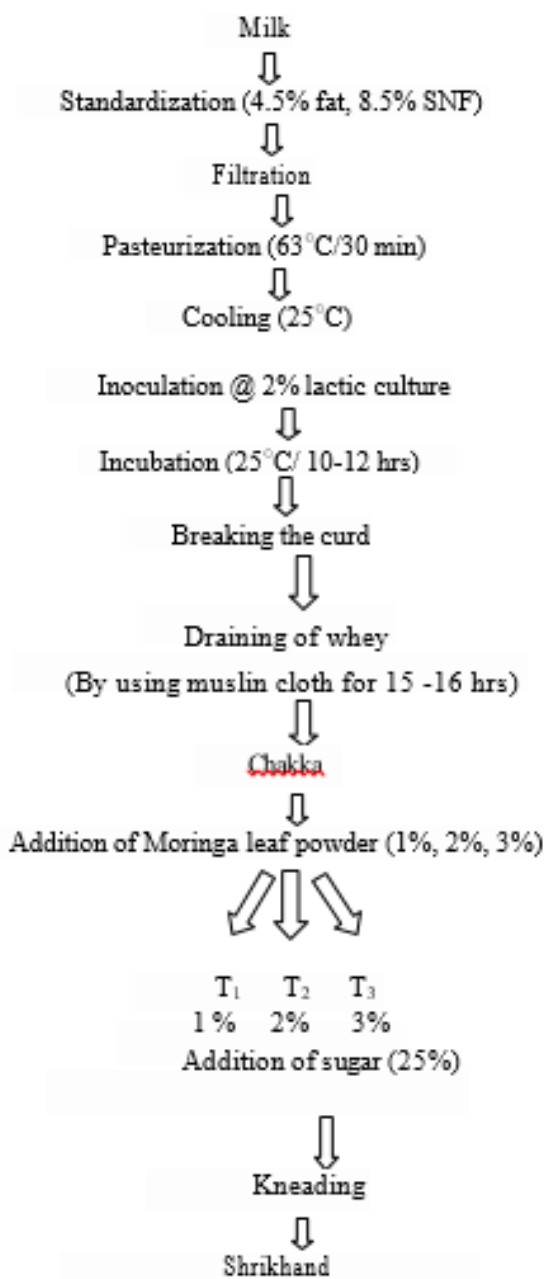 Milk
Standardization (4.5% fat, 8.5% SNF)
Filtration
Pasteurization (63°C/30 min)
Cooling (25°C)
Inoculation @ 2% lactic culture
Incubation (25°C/ 10-12 hrs)
Breaking the curd
Draining of whey
(By using muslin cloth for 15 -16 hrs)
Chakka
Addition of Moringa leaf powder (1%, 2%, 3%)
T₁ T₂ T₃
1% 2% 3%
Addition of sugar (25%)
Kneading
Shrikhand